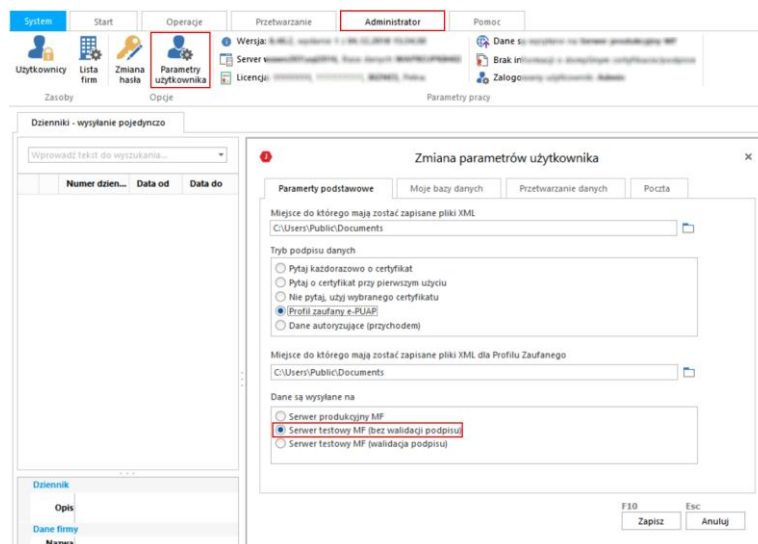 System Start Operacje Przetwarzanie Administrator Pomoc
Użytkownicy
Lista firm
Zmiana hasła
Parametry użytkownika
Wersja:
Server
Licencja:
Dane są
Brak
Zasoby Opcje Parametry pracy
Dzienniki - wysyłanie pojedynczo
Wprowadź tekst do wyszukania...
Numer dzien... Data od Data do
Zmiana parametrów użytkownika
Paramerty podstawowe Moje bazy danych Przetwarzanie danych Poczta
Miejsce do którego mają zostać zapisane pliki XML
C:\Users\Public\Documents
Tryb podpisu danych
Pytaj każdorazowo o certyfikat
Pytaj o certyfikat przy pierwszym użyciu
Nie pytaj, użyj wybranego certyfikatu
Profil zaufany e-PUAP
Dane autoryzujące (przychodem)
Miejsce do którego mają zostać zapisane pliki XML dla Profilu Zaufanego
C:\Users\Public\Documents
Dane są wysyłane na
Serwer produkcyjny MF
Serwer testowy MF (bez walidacji podpisu)
Serwer testowy MF (walidacja podpisu)
Dziennik
Opis
Dane firmy
Nazwa
F10 Esc
Zapisz Anuluj